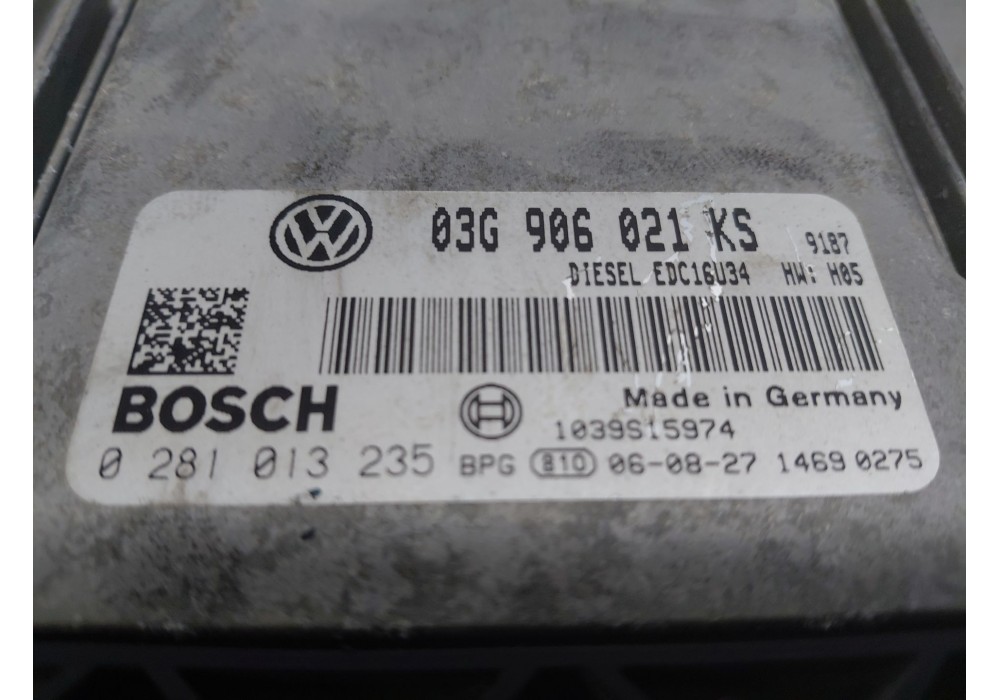 03G 906 021 KS 9187
DIESEL EDC16U34 HW: H05
BOSCH
Made in Germany
1039S15974
0 281 013 235 BPG 810 06-08-27 1469 0275